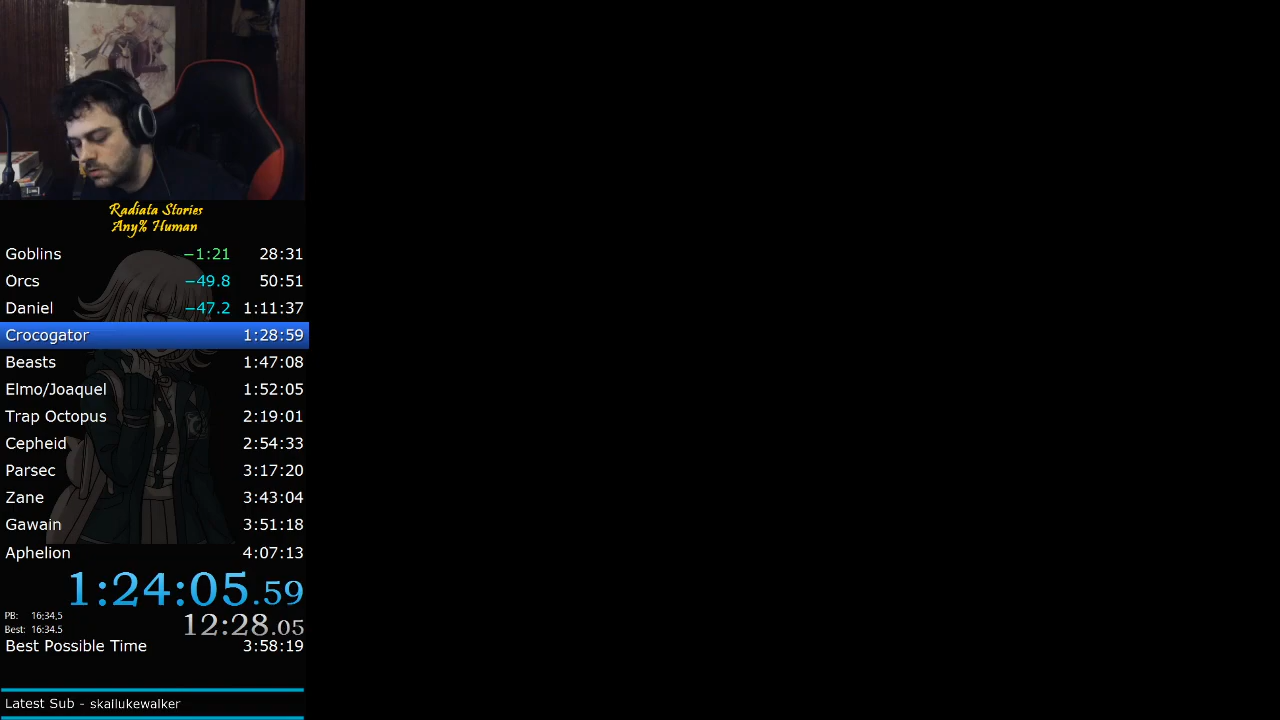 Radiata Stories
Any% Human
Goblins −1:21 28:31
Orcs −49.8 50:51
Daniel −47.2 1:11:37
Crocogator 1:28:59
Beasts 1:47:08
Elmo/Joaquel 1:52:05
Trap Octopus 2:19:01
Cepheid 2:54:33
Parsec 3:17:20
Zane 3:43:04
Gawain 3:51:18
Aphelion 4:07:13
1:24:05.59
PB: 16:34.5
Best: 16:34.5
12:28.05
Best Possible Time 3:58:19
Latest Sub - skallukewalker